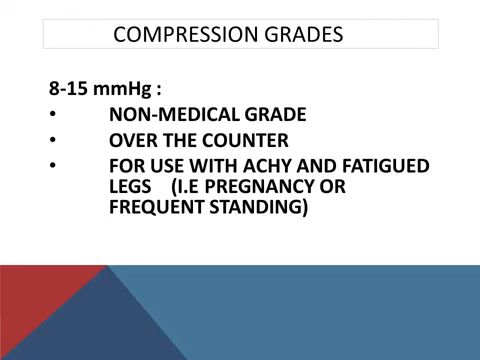 COMPRESSION GRADES
8-15 mmHg :
• NON-MEDICAL GRADE
• OVER THE COUNTER
• FOR USE WITH ACHY AND FATIGUED
LEGS (I.E PREGNANCY OR
FREQUENT STANDING)